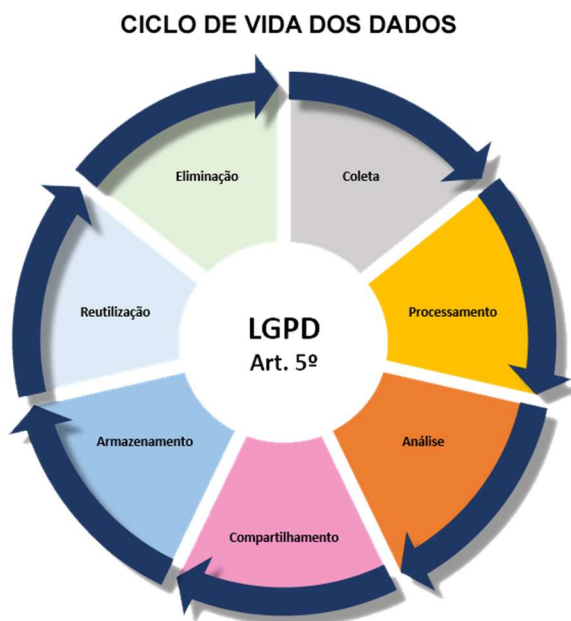 CICLO DE VIDA DOS DADOS
Eliminação
Coleta
Reutilização
LGPD
Art. 5º
Processamento
Armazenamento
Análise
Compartilhamento